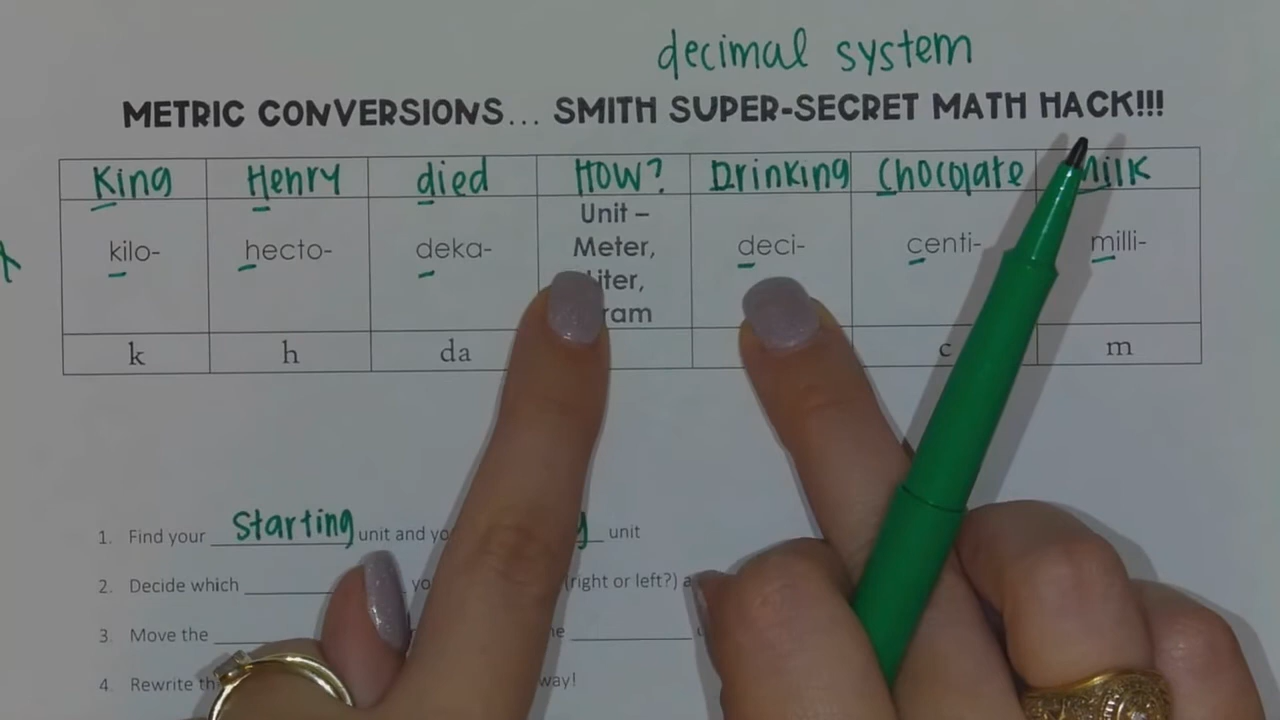 decimal system
METRIC CONVERSIONS... SMITH SUPER-SECRET MATH HACK!!!
King Henry died How? Drinking Chocolate Milk
kilo- hecto- deka- Unit – Meter, deci- centi- milli-
k h da c m
1. Find your Starting unit and unit
2. Decide which (right or left?)
3. Move the
4. Rewrite way!